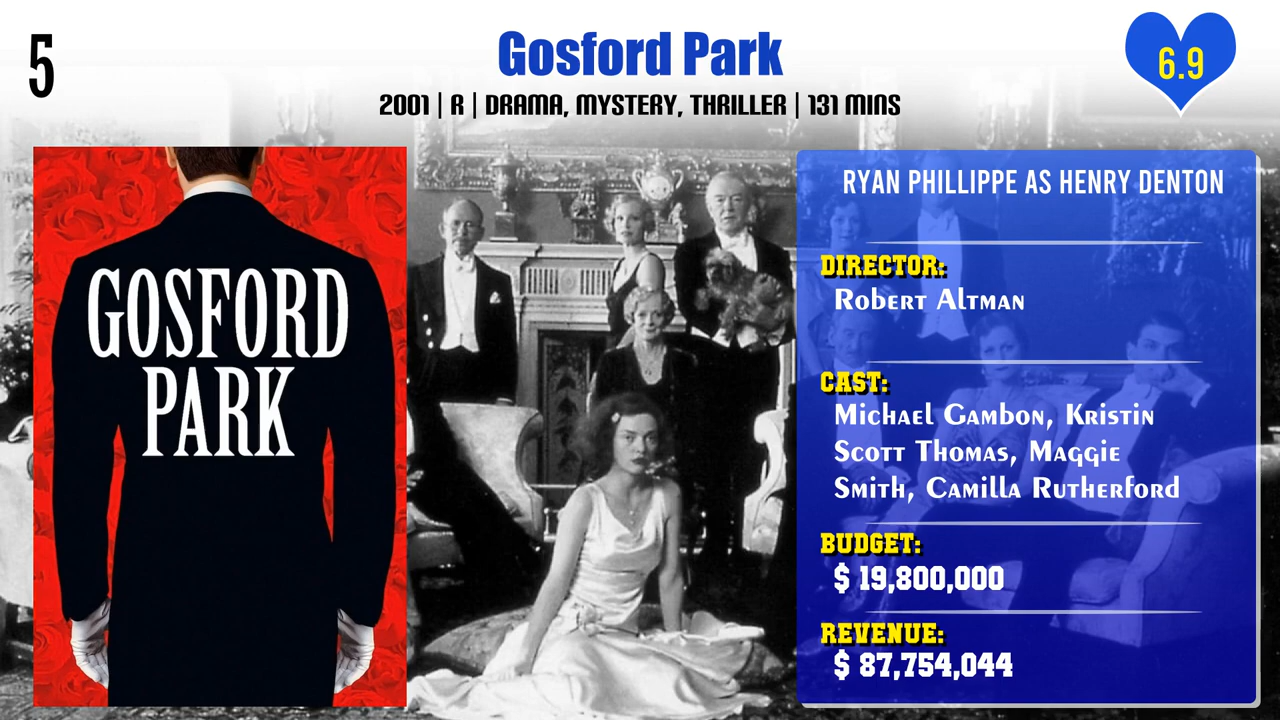 5
Gosford Park
6.9
2001 | R | DRAMA, MYSTERY, THRILLER | 131 MINS
GOSFORD
PARK
RYAN PHILLIPPE AS HENRY DENTON
DIRECTOR:
Robert Altman
CAST:
Michael Gambon, Kristin
Scott Thomas, Maggie
Smith, Camilla Rutherford
BUDGET:
$ 19,800,000
REVENUE:
$ 87,754,044